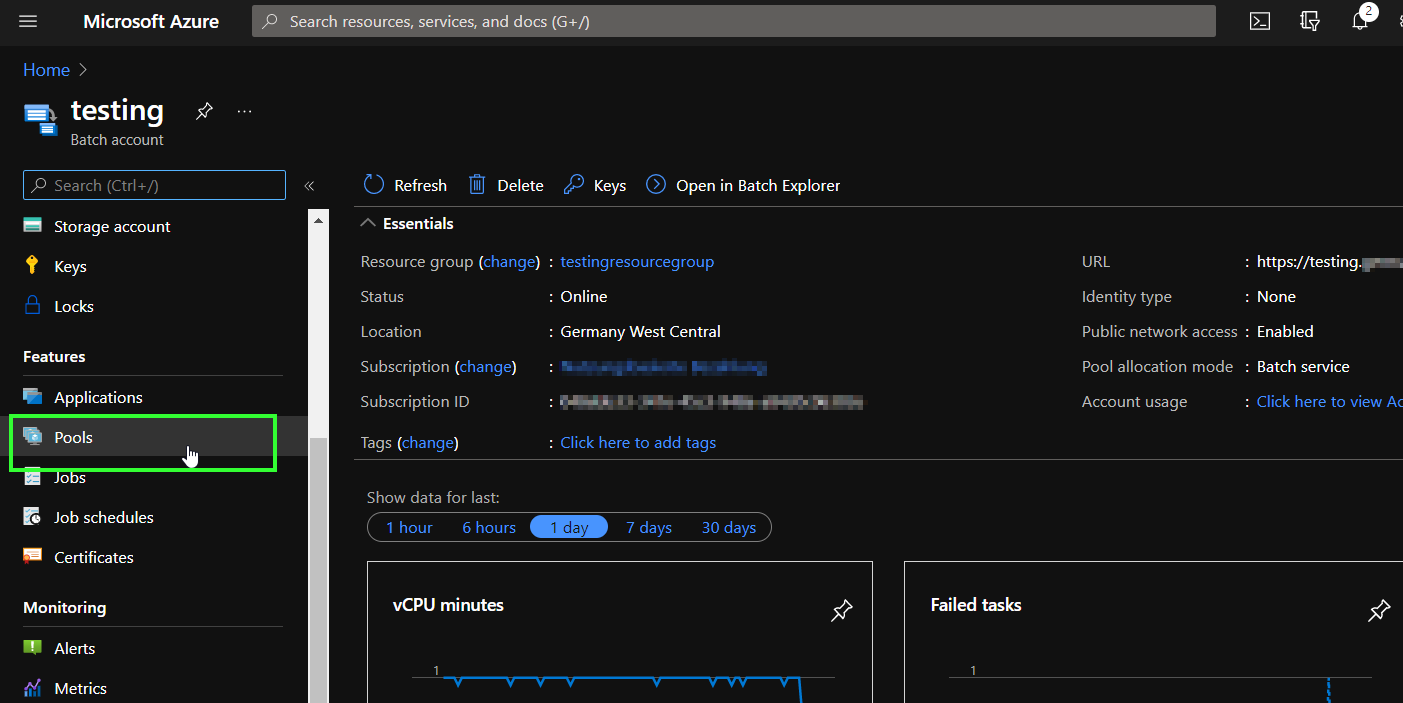 Microsoft Azure
Search resources, services, and docs (G+/)
2
Home
testing
Batch account
Search (Ctrl+/)
Storage account
Keys
Locks
Features
Applications
Pools
Jobs
Job schedules
Certificates
Monitoring
Alerts
Metrics
Refresh Delete Keys Open in Batch Explorer
Essentials
Resource group (change) : testingresourcegroup
Status : Online
Location : Germany West Central
Subscription (change) :
Subscription ID :
Tags (change) : Click here to add tags
URL : https://testing.
Identity type : None
Public network access : Enabled
Pool allocation mode : Batch service
Account usage : Click here to view Ac
Show data for last:
1 hour 6 hours 1 day 7 days 30 days
vCPU minutes
1
Failed tasks
1